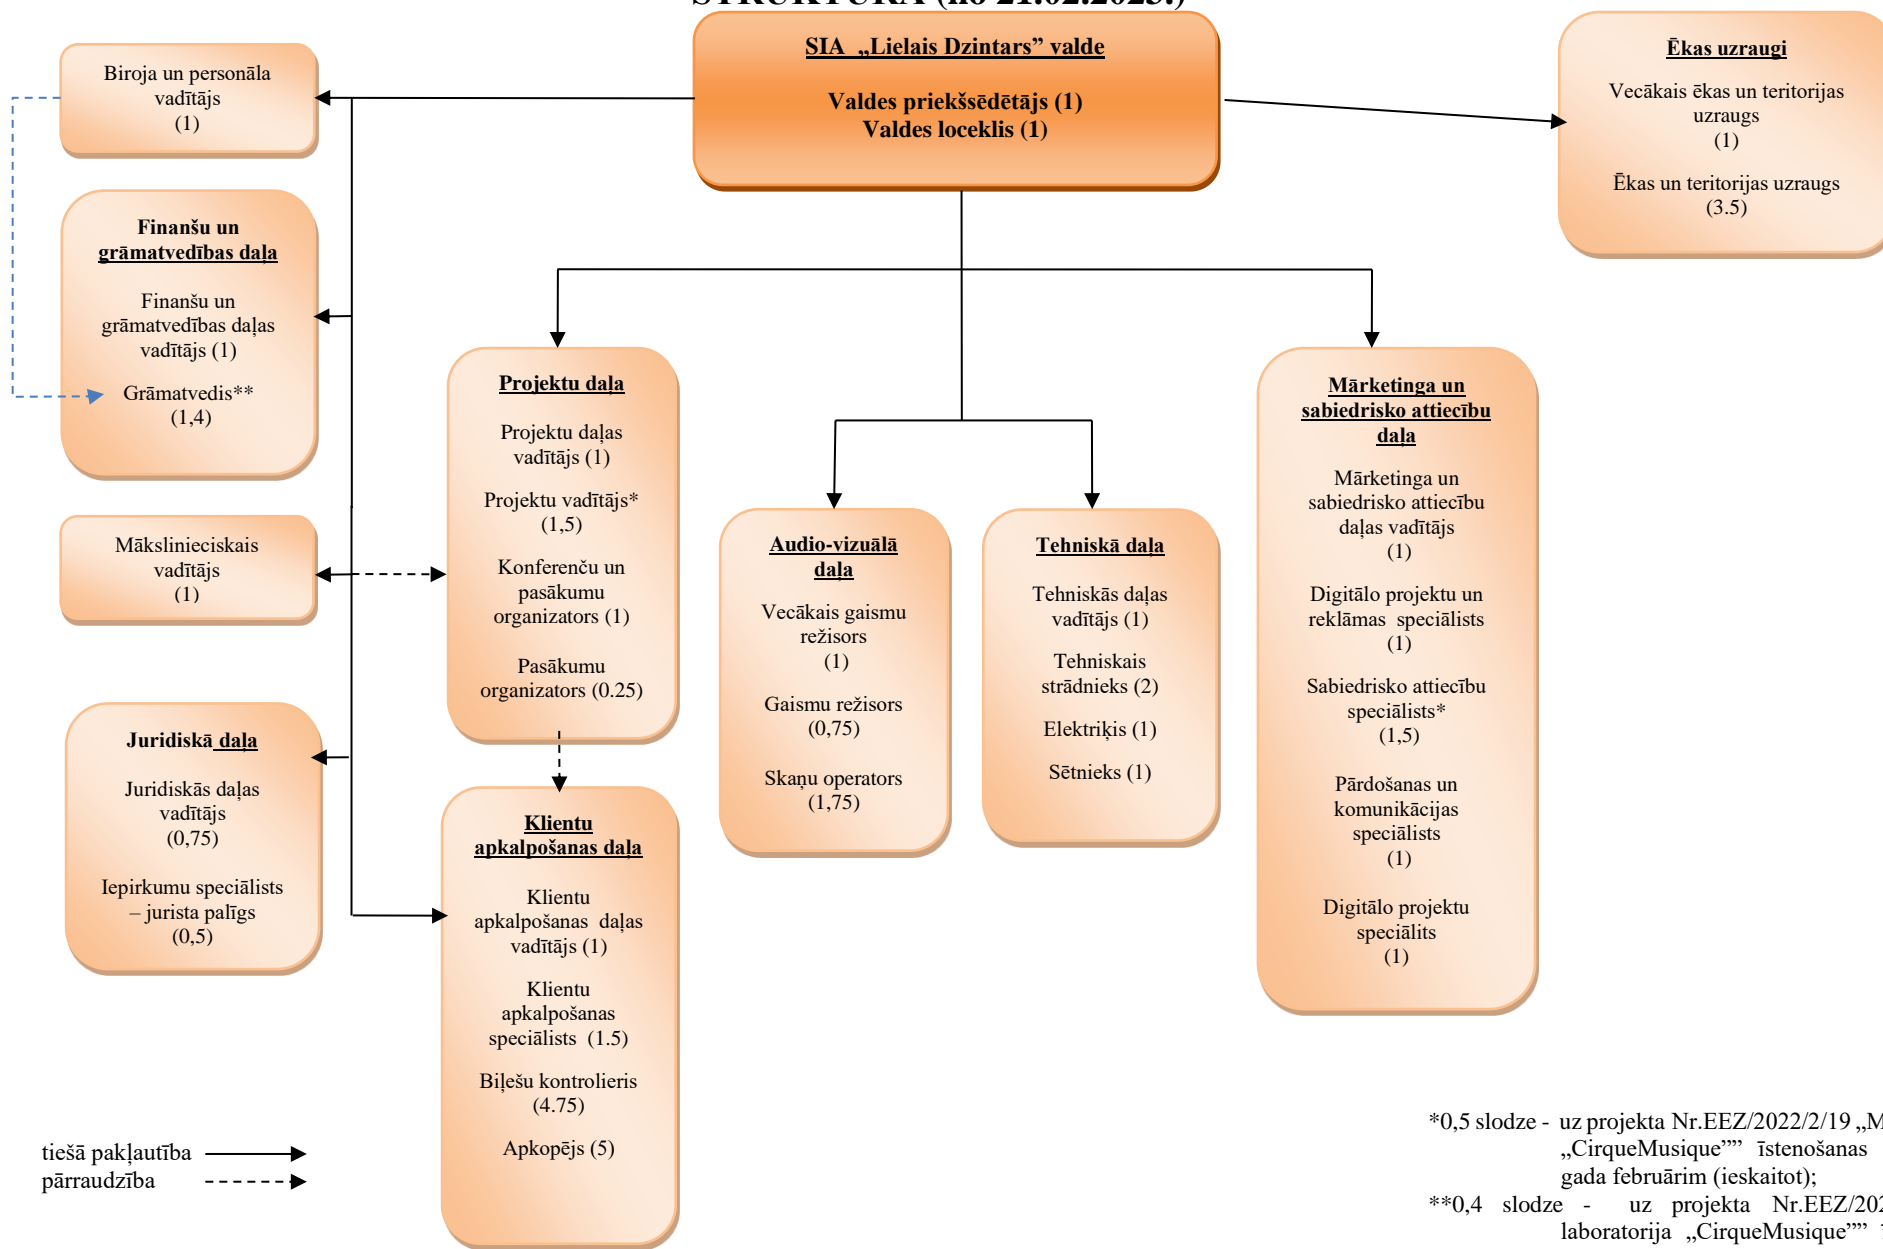 STRUKTŪRA (no 21.02.2023.)
SIA „Lielais Dzintars” valde
Valdes priekšsēdētājs (1)
Valdes loceklis (1)
Ēkas uzraugi
Vecākais ēkas un teritorijas
uzraugs
(1)
Ēkas un teritorijas uzraugs
(3.5)
Biroja un personāla
vadītājs
(1)
Finanšu un
grāmatvedības daļa
Finanšu un
grāmatvedības daļas
vadītājs (1)
Grāmatvedis**
(1,4)
Mākslinieciskais
vadītājs
(1)
Juridiskā daļa
Juridiskās daļas
vadītājs
(0,75)
Iepirkumu speciālists
– jurista palīgs
(0,5)
Projektu daļa
Projektu daļas
vadītājs (1)
Projektu vadītājs*
(1,5)
Konferenču un
pasākumu
organizators (1)
Pasākumu
organizators (0.25)
Klientu
apkalpošanas daļa
Klientu
apkalpošanas daļas
vadītājs (1)
Klientu
apkalpošanas
speciālists (1.5)
Biļešu kontrolieris
(4.75)
Apkopējs (5)
Audio-vizuālā
daļa
Vecākais gaismu
režisors
(1)
Gaismu režisors
(0,75)
Skaņu operators
(1,75)
Tehniskā daļa
Tehniskās daļas
vadītājs (1)
Tehniskais
strādnieks (2)
Elektriķis (1)
Sētnieks (1)
Mārketinga un
sabiedrisko attiecību
daļa
Mārketinga un
sabiedrisko attiecību
daļas vadītājs
(1)
Digitālo projektu un
reklāmas speciālists
(1)
Sabiedrisko attiecību
speciālists*
(1,5)
Pārdošanas un
komunikācijas
speciālists
(1)
Digitālo projektu
speciālits
(1)
tiešā pakļautība
pārraudzība
*0,5 slodze - uz projekta Nr.EEZ/2022/2/19 „M
„CirqueMusique”” īstenošanas
gada februārim (ieskaitot);
**0,4 slodze - uz projekta Nr.EEZ/202
laboratorija „CirqueMusique””